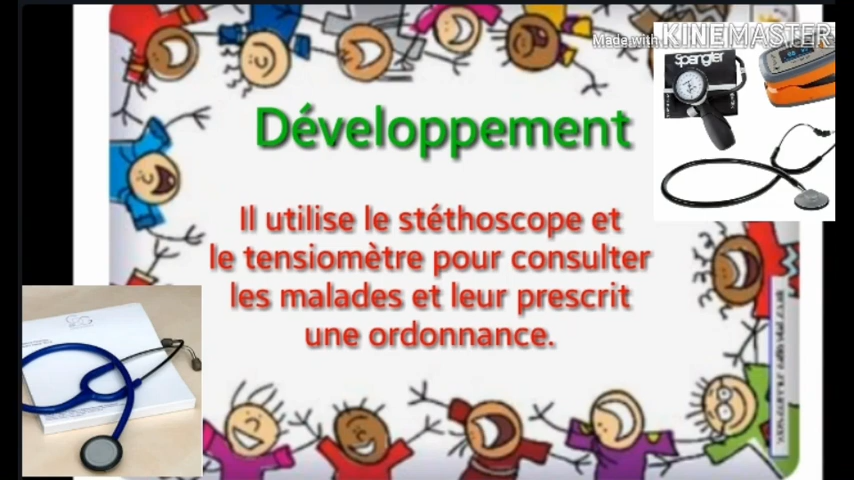 Made with KINEMASTER
Spangler
Développement
Il utilise le stéthoscope et
le tensiomètre pour consulter
les malades et leur prescrit
une ordonnance.